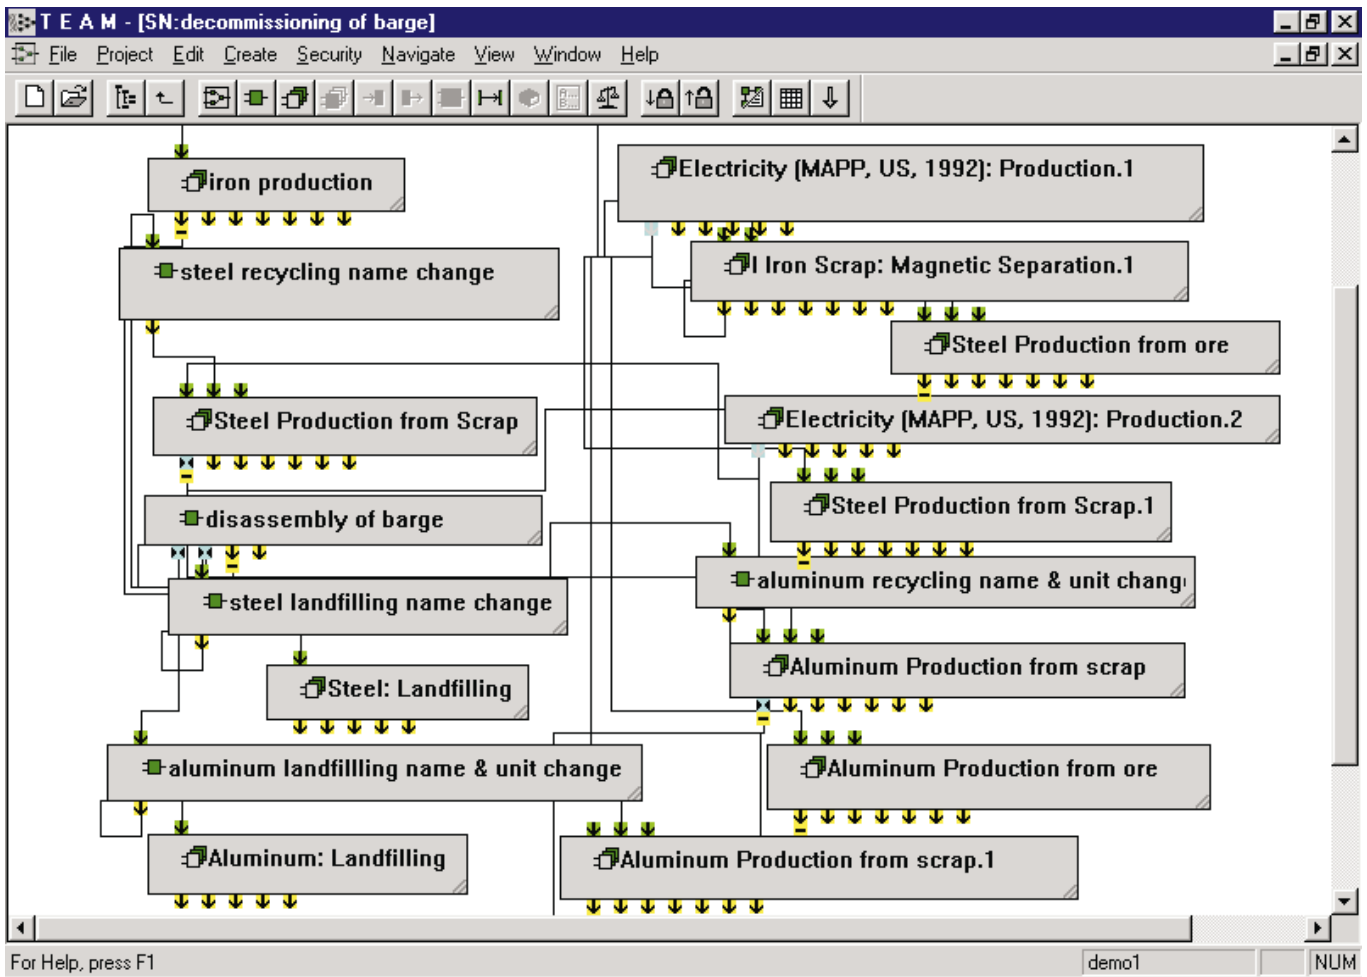 T E A M - [SN:decommissioning of barge]
File Project Edit Create Security Navigate View Window Help
iron production
Electricity (MAPP, US, 1992): Production.1
steel recycling name change
l Iron Scrap: Magnetic Separation.1
Steel Production from ore
Steel Production from Scrap
Electricity (MAPP, US, 1992): Production.2
disassembly of barge
Steel Production from Scrap.1
steel landfilling name change
aluminum recycling name & unit chang
Steel: Landfilling
Aluminum Production from scrap
aluminum landfillling name & unit change
Aluminum Production from ore
Aluminum: Landfilling
Aluminum Production from scrap.1
For Help, press F1
demo1
NUM